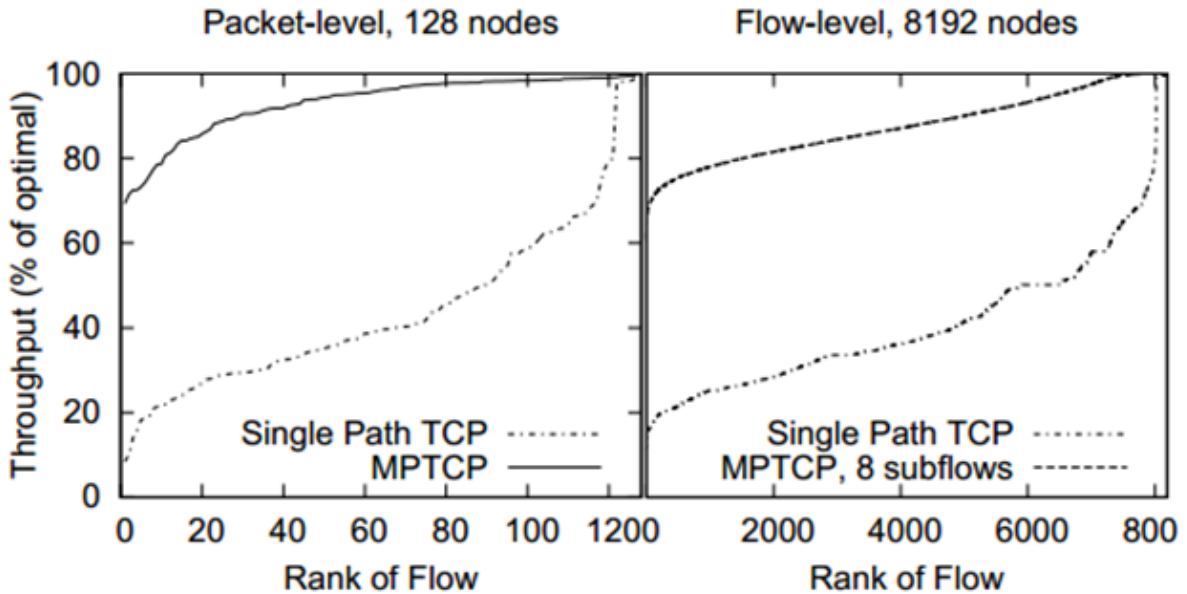 Packet-level, 128 nodes
Flow-level, 8192 nodes
Throughput (% of optimal)
100
80
60
40
20
0
Single Path TCP
MPTCP
0 20 40 60 80 100 1200
Rank of Flow
Single Path TCP
MPTCP, 8 subflows
2000 4000 6000 800
Rank of Flow